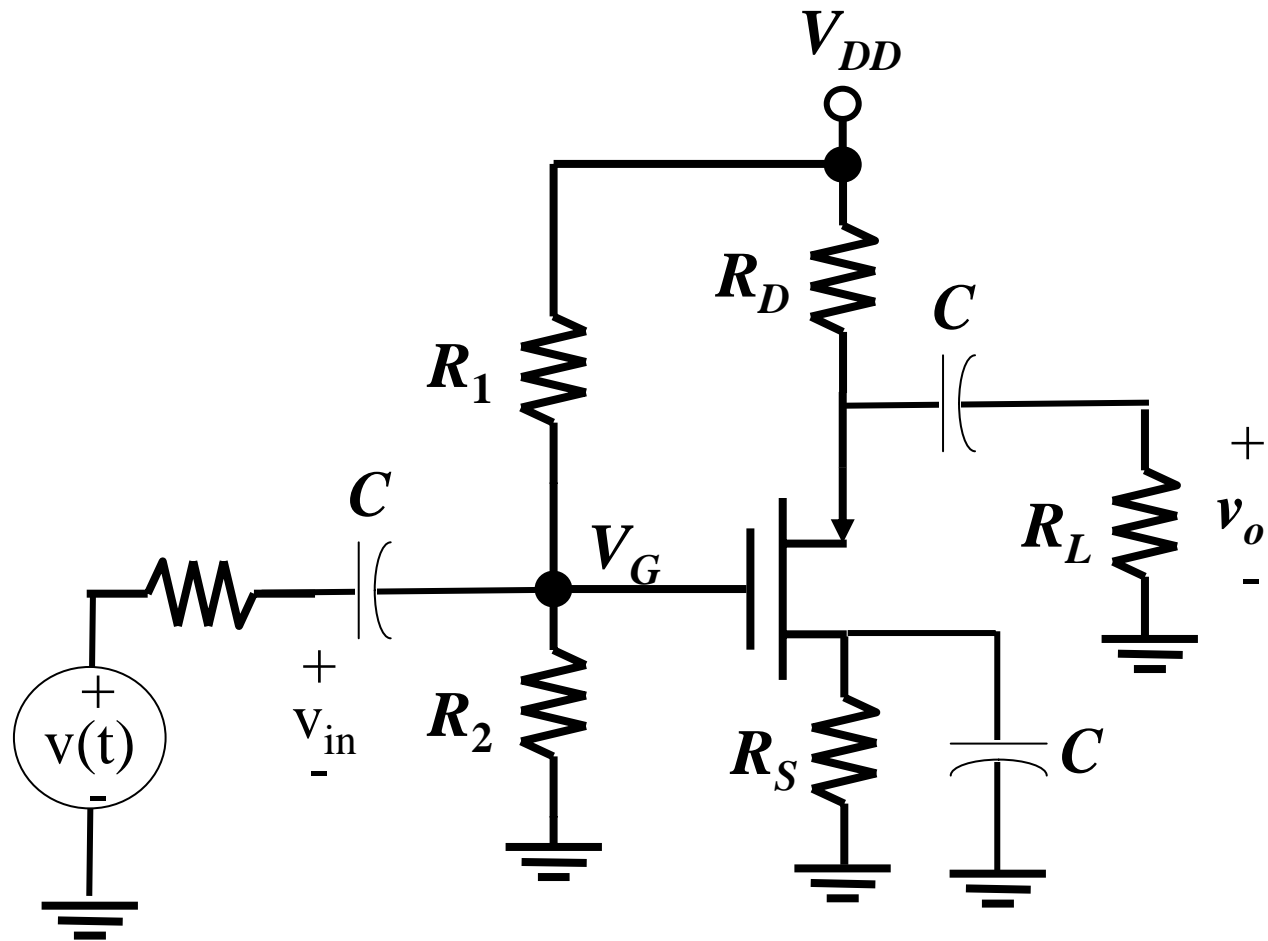 V_DD
R_D
C
R_1
C
V_G
R_L
+
v_o
-
+
v(t)
-
+
v_in
-
R_2
R_S
C